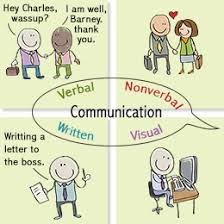 Hey Charles,
wassup?
I am well,
Barney.
thank
you.
Verbal
Nonverbal
Communication
Written
Visual
Writting a
letter to
the boss.